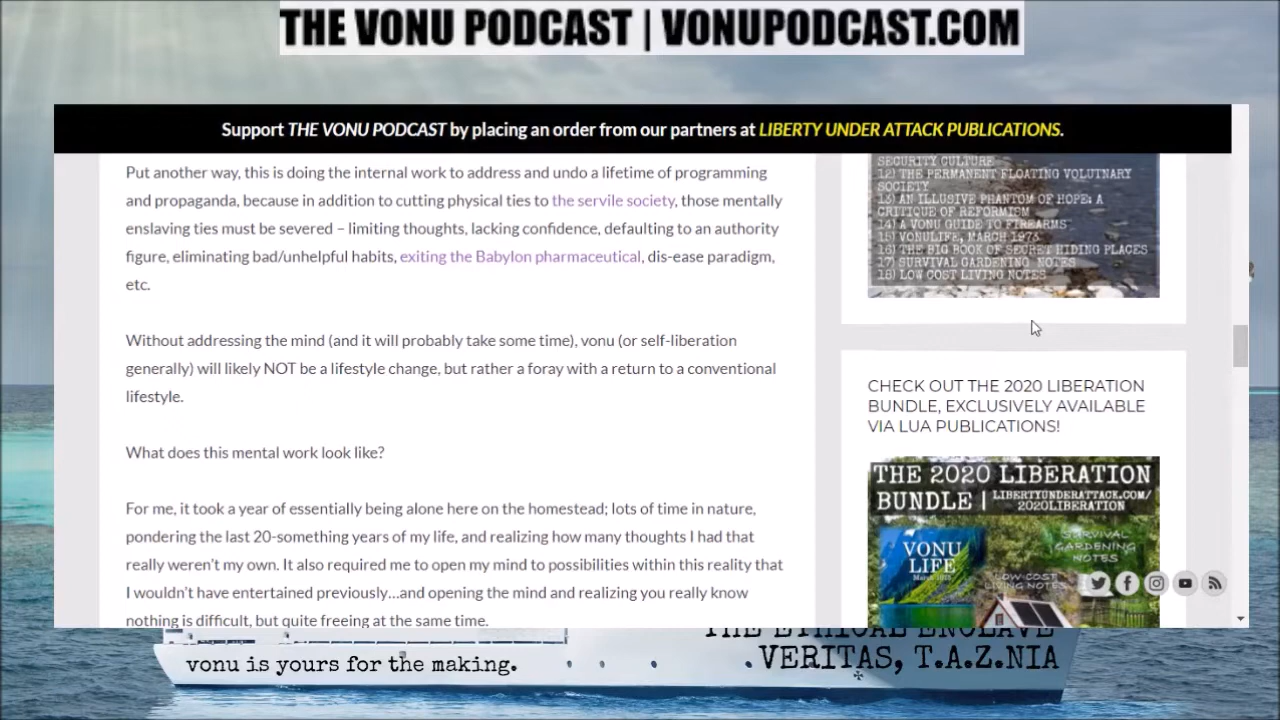 THE VONU PODCAST | VONUPODCAST.COM
Support THE VONU PODCAST by placing an order from our partners at LIBERTY UNDER ATTACK PUBLICATIONS.
Put another way, this is doing the internal work to address and undo a lifetime of programming
and propaganda, because in addition to cutting physical ties to the servile society, those mentally
enslaving ties must be severed – limiting thoughts, lacking confidence, defaulting to an authority
figure, eliminating bad/unhelpful habits, exiting the Babylon pharmaceutical, dis-ease paradigm,
etc.
Without addressing the mind (and it will probably take some time), vonu (or self-liberation
generally) will likely NOT be a lifestyle change, but rather a foray with a return to a conventional
lifestyle.
What does this mental work look like?
For me, it took a year of essentially being alone here on the homestead; lots of time in nature,
pondering the last 20-something years of my life, and realizing how many thoughts I had that
really weren't my own. It also required me to open my mind to possibilities within this reality that
I wouldn't have entertained previously...and opening the mind and realizing you really know
nothing is difficult, but quite freeing at the same time.
SECURITY CULTURE
12) THE PERMANENT FLOATING VOLUTNARY
SOCIETY
13) AN ILLUSIVE PHANTOM OF HOPE: A
CRITIQUE OF REFORMISM
14) A VONU GUIDE TO FIREARMS
15) VONULIFE, MARCH 1973
16) THE BIG BOOK OF SECRET HIDING PLACES
17) SURVIVAL GARDENING NOTES
18) LOW COST LIVING NOTES
CHECK OUT THE 2020 LIBERATION
BUNDLE, EXCLUSIVELY AVAILABLE
VIA LUA PUBLICATIONS!
THE 2020 LIBERATION
BUNDLE | LIBERTYUNDERATTACK.COM/
2020LIBERATION
VONU
LIFE
March 1973
SURVIVAL
GARDENING
NOTES
LOW COST
LIVING NOTES
vonu is yours for the making.
THE ETHICAL ENCLAVE
VERITAS, T.A.Z.NIA